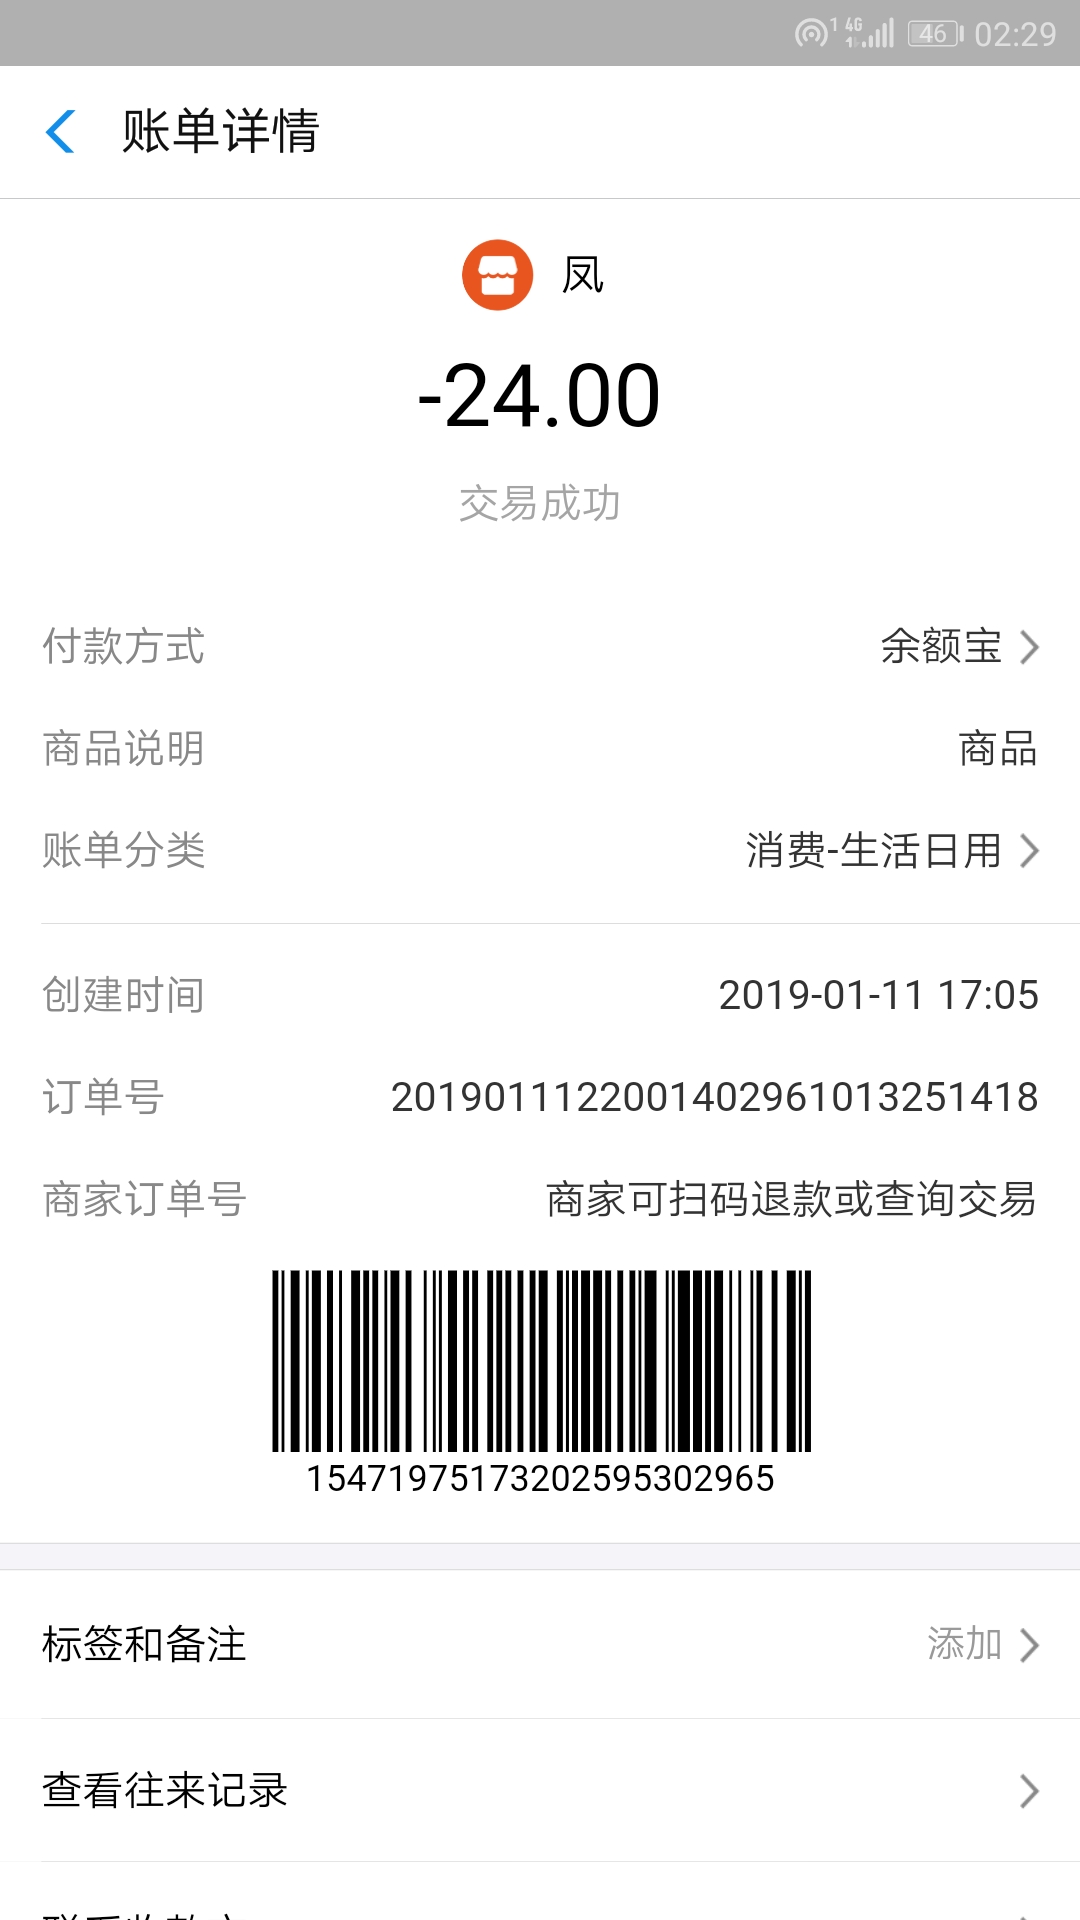 1 4G 46 02:29
账单详情
凤
-24.00
交易成功
付款方式 余额宝
商品说明 商品
账单分类 消费-生活日用
创建时间 2019-01-11 17:05
订单号 2019011122001402961013251418
商家订单号 商家可扫码退款或查询交易
15471975173202595302965
标签和备注 添加
查看往来记录